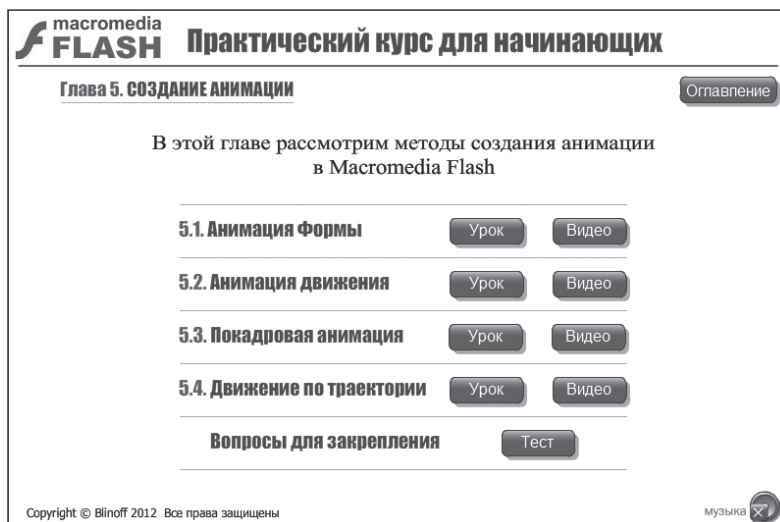 macromedia
FLASH Практический курс для начинающих
Глава 5. СОЗДАНИЕ АНИМАЦИИ
Оглавление
В этой главе рассмотрим методы создания анимации
в Macromedia Flash
5.1. Анимация Формы Урок Видео
5.2. Анимация движения Урок Видео
5.3. Покадровая анимация Урок Видео
5.4. Движение по траектории Урок Видео
Вопросы для закрепления Тест
Copyright © Blinoff 2012 Все права защищены
музыка